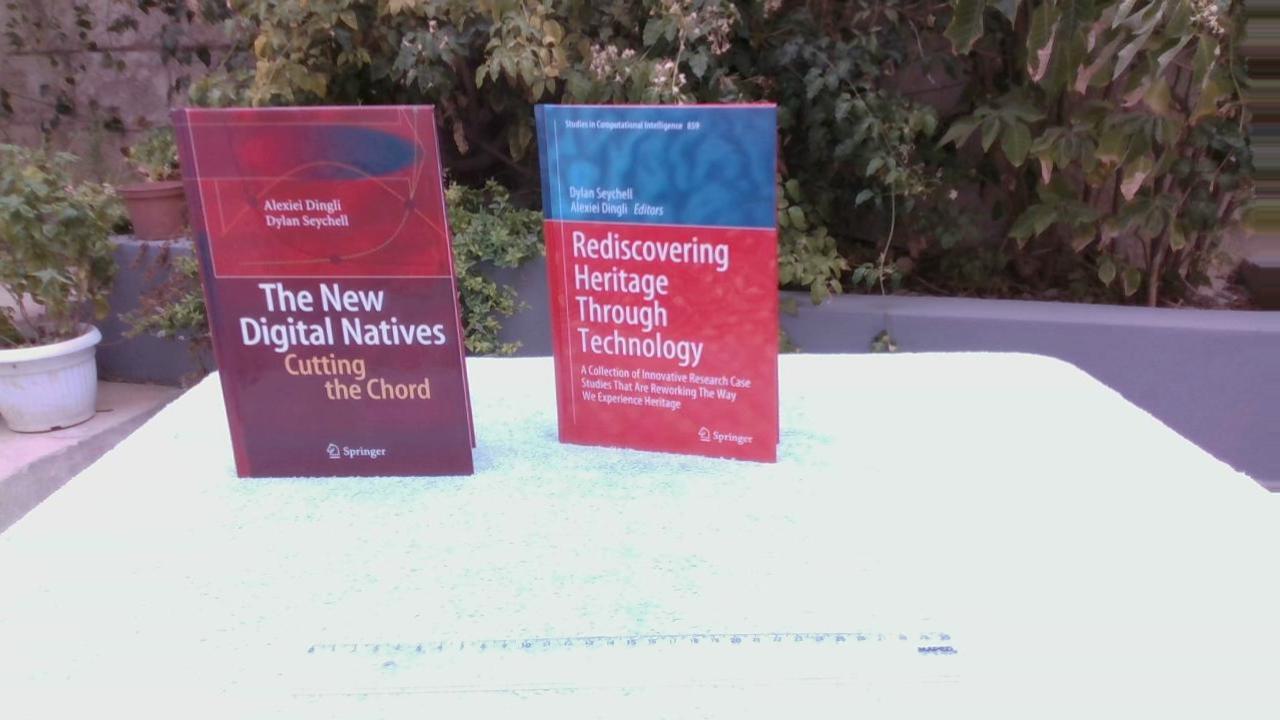 Alexiei Dingli
Dylan Seychell
The New
Digital Natives
Cutting
the Chord
Springer
Studies in Computational Intelligence 859
Dylan Seychell
Alexiei Dingli Editors
Rediscovering
Heritage
Through
Technology
A Collection of Innovative Research Case
Studies That Are Reworking The Way
We Experience Heritage
Springer